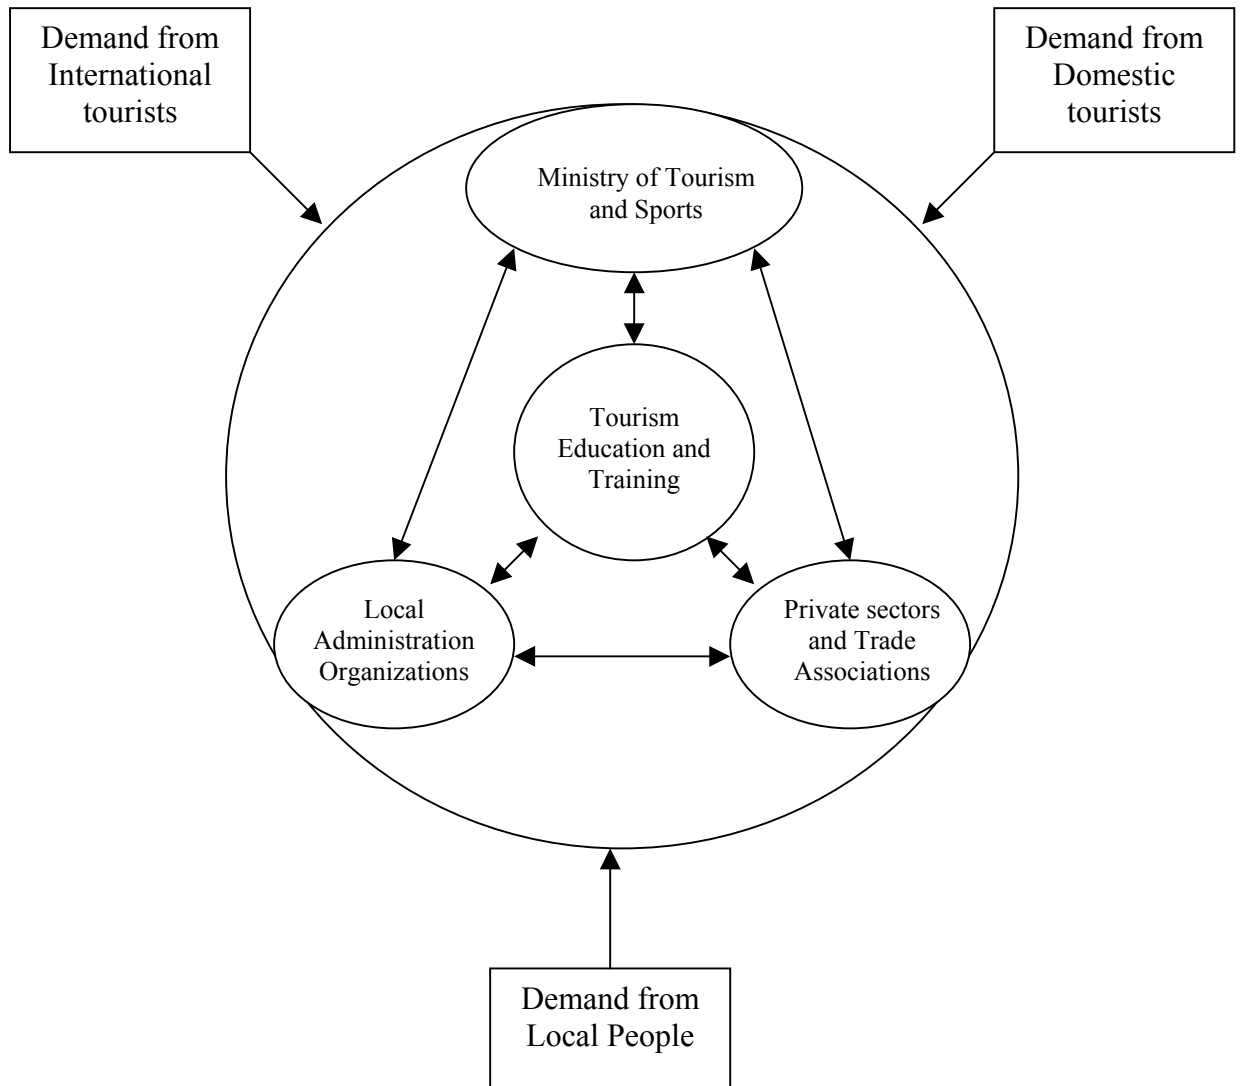 Demand from
International
tourists
Demand from
Domestic
tourists
Ministry of Tourism
and Sports
Tourism
Education and
Training
Local
Administration
Organizations
Private sectors
and Trade
Associations
Demand from
Local People